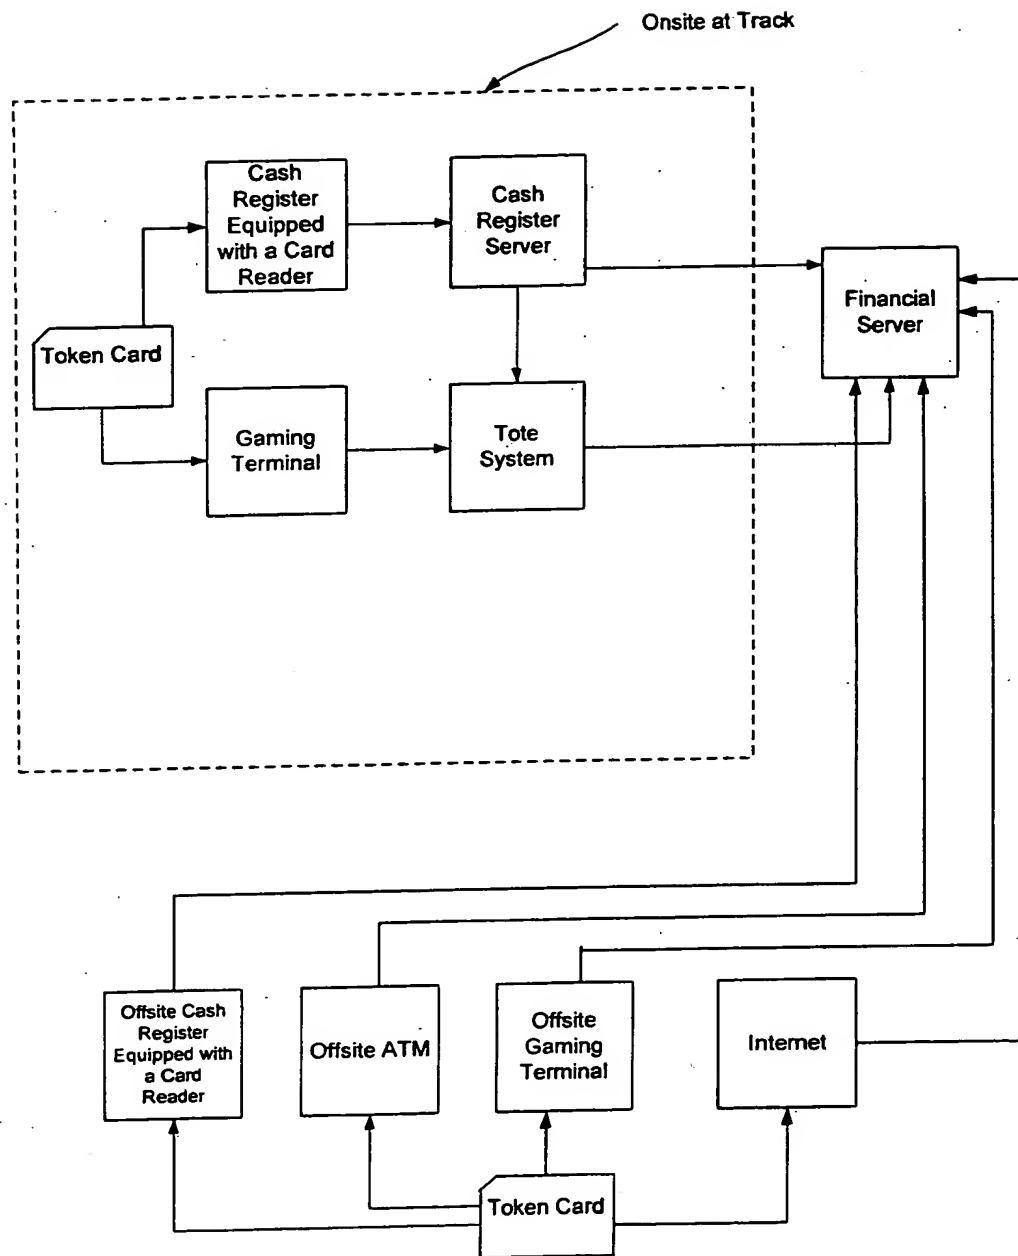 Onsite at Track
Cash
Register
Equipped
with a Card
Reader
Cash
Register
Server
Financial
Server
Token Card
Gaming
Terminal
Tote
System
Offsite Cash
Register
Equipped with
a Card
Reader
Offsite ATM
Offsite
Gaming
Terminal
Internet
Token Card